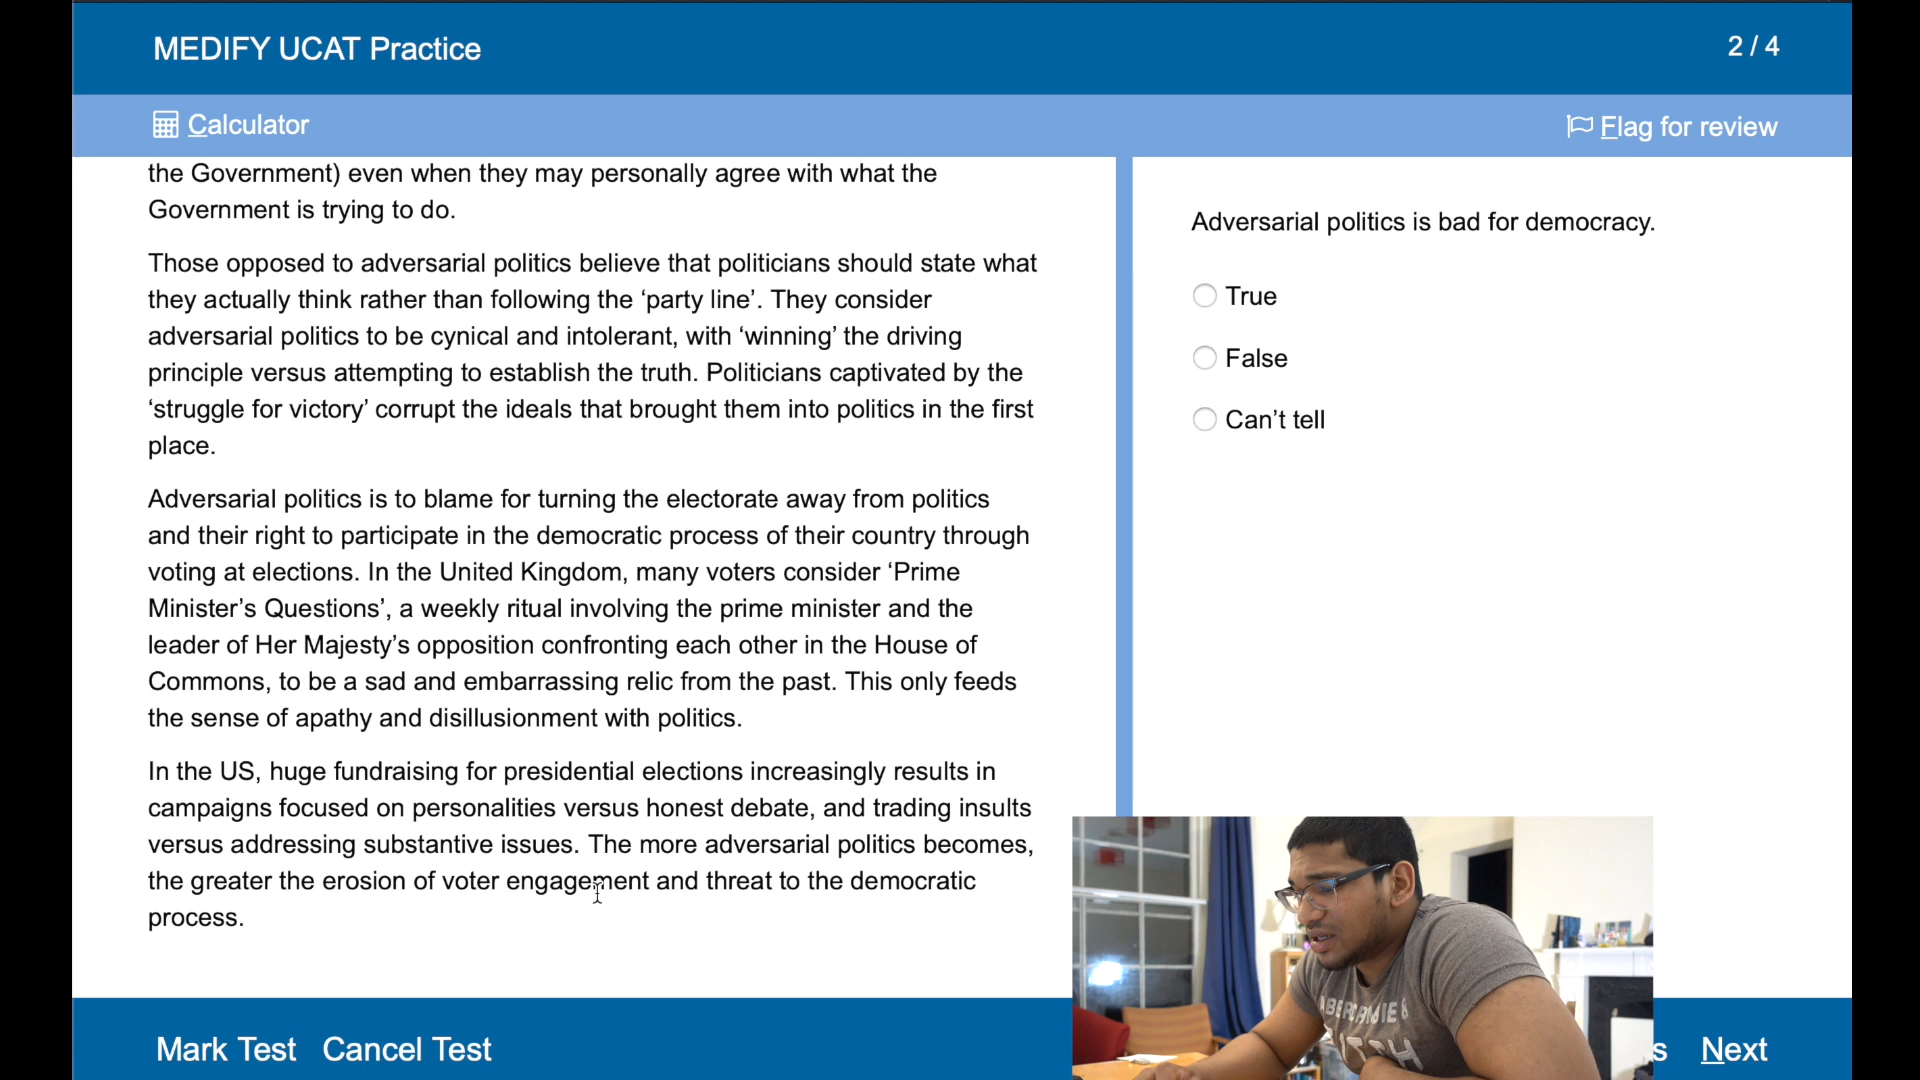 MEDIFY UCAT Practice
2 / 4
Calculator
Flag for review
the Government) even when they may personally agree with what the
Government is trying to do.
Those opposed to adversarial politics believe that politicians should state what
they actually think rather than following the ‘party line’. They consider
adversarial politics to be cynical and intolerant, with ‘winning’ the driving
principle versus attempting to establish the truth. Politicians captivated by the
‘struggle for victory’ corrupt the ideals that brought them into politics in the first
place.
Adversarial politics is to blame for turning the electorate away from politics
and their right to participate in the democratic process of their country through
voting at elections. In the United Kingdom, many voters consider ‘Prime
Minister’s Questions’, a weekly ritual involving the prime minister and the
leader of Her Majesty’s opposition confronting each other in the House of
Commons, to be a sad and embarrassing relic from the past. This only feeds
the sense of apathy and disillusionment with politics.
In the US, huge fundraising for presidential elections increasingly results in
campaigns focused on personalities versus honest debate, and trading insults
versus addressing substantive issues. The more adversarial politics becomes,
the greater the erosion of voter engagement and threat to the democratic
process.
Adversarial politics is bad for democracy.
True
False
Can’t tell
Mark Test
Cancel Test
s
Next